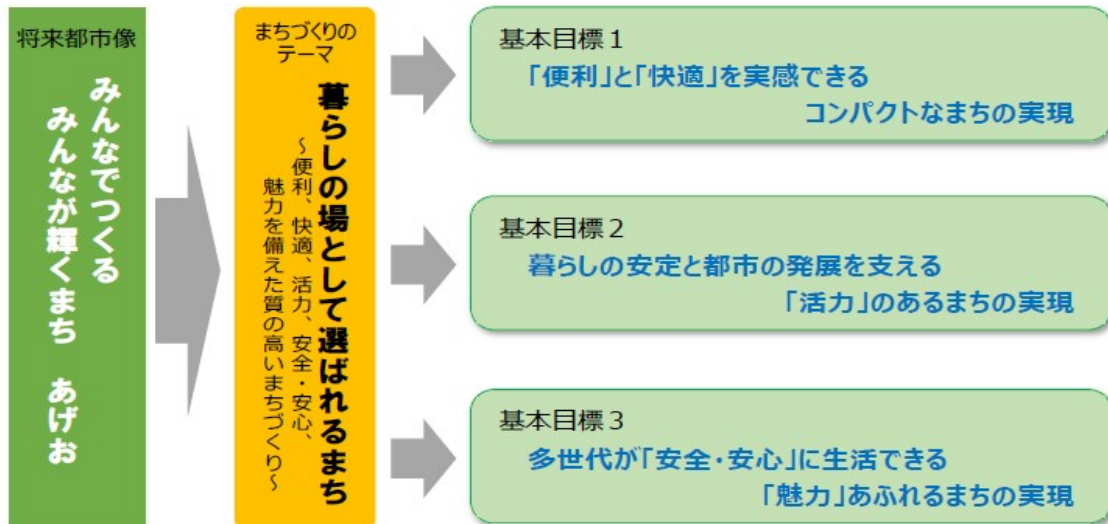 将来都市像
みんなでつくる
みんなが輝くまち　あげお
まちづくりの
テーマ
暮らしの場として選ばれるまち
～便利、快適、活力、安全・安心、
魅力を備えた質の高いまちづくり～
基本目標１
「便利」と「快適」を実感できる
コンパクトなまちの実現
基本目標２
暮らしの安定と都市の発展を支える
「活力」のあるまちの実現
基本目標３
多世代が「安全・安心」に生活できる
「魅力」あふれるまちの実現